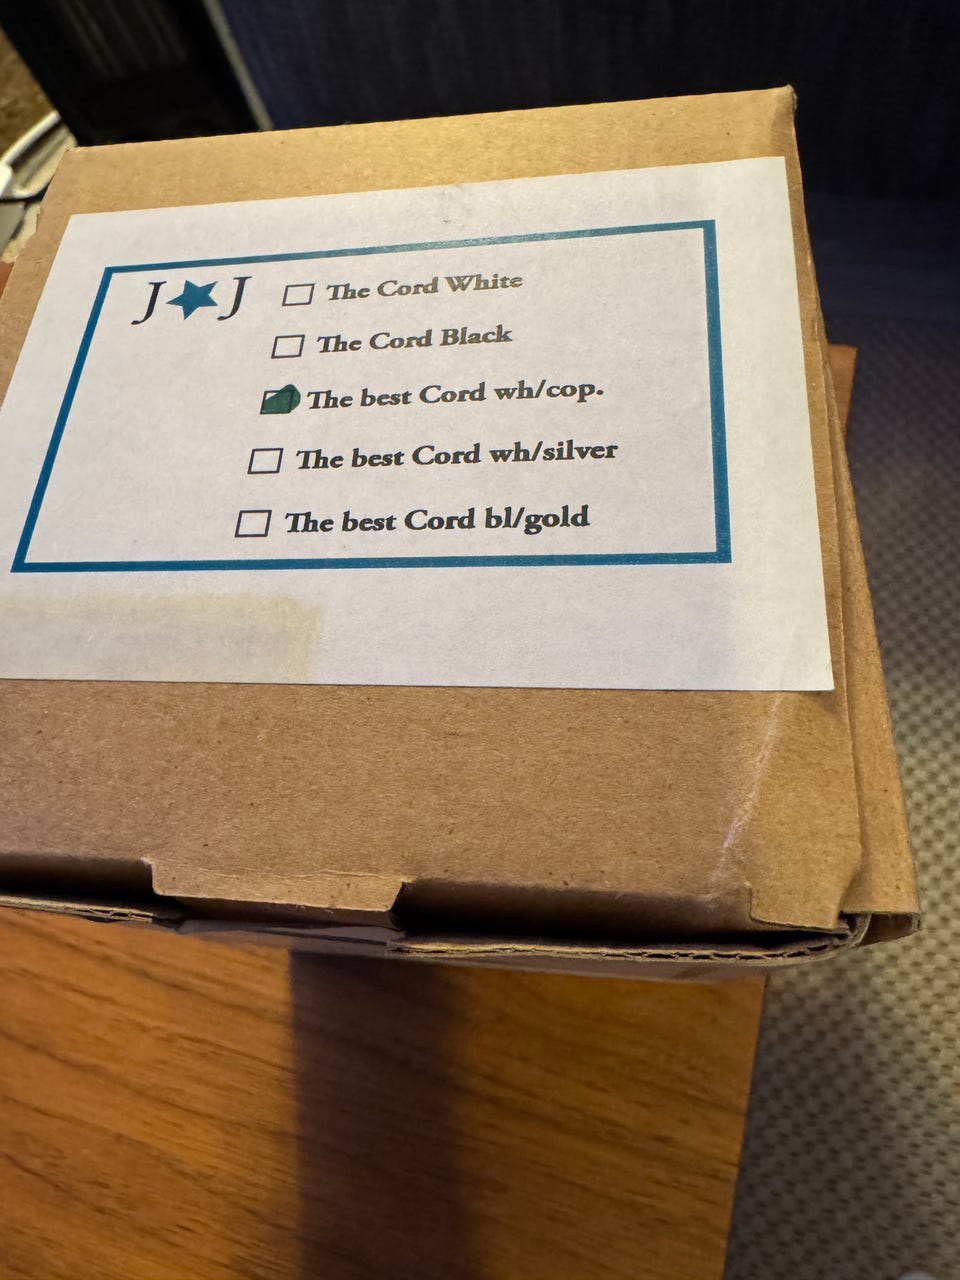 J★J
The Cord White
The Cord Black
The best Cord wh/cop.
The best Cord wh/silver
The best Cord bl/gold